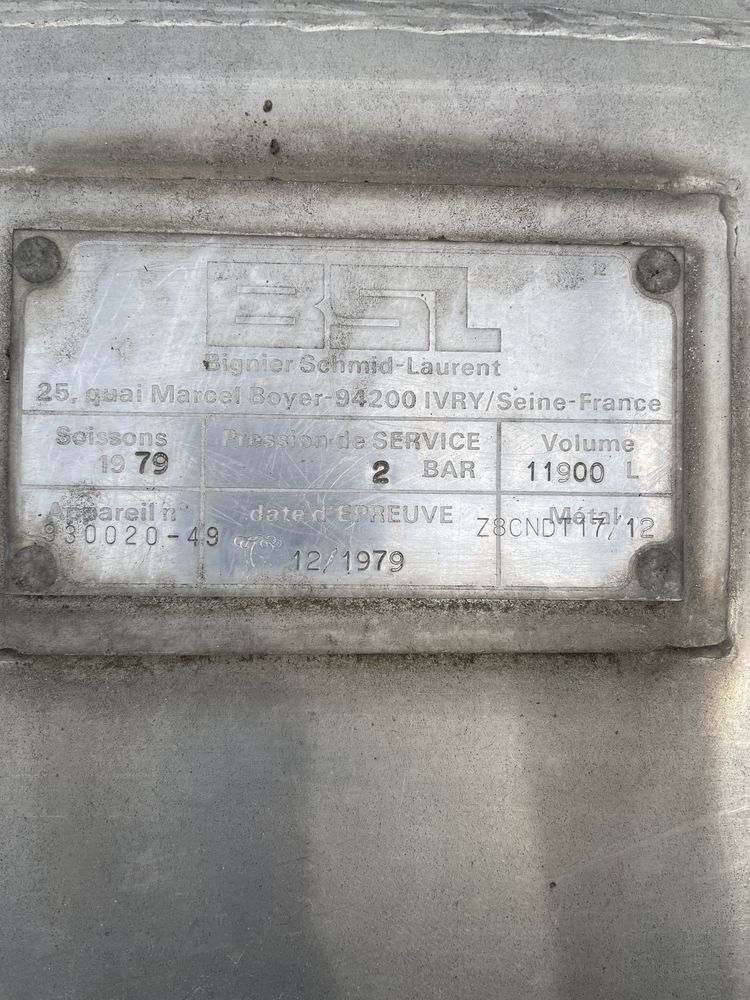 12
BSL
Bignier Schmid-Laurent
25, quai Marcel Boyer-94200 IVRY/Seine-France
Soissons
1979
Pression de SERVICE
2 BAR
Volume
11900 L
Appareil n°
930020-49
date d'EPREUVE
12/1979
Métal
Z8CNDT17/12